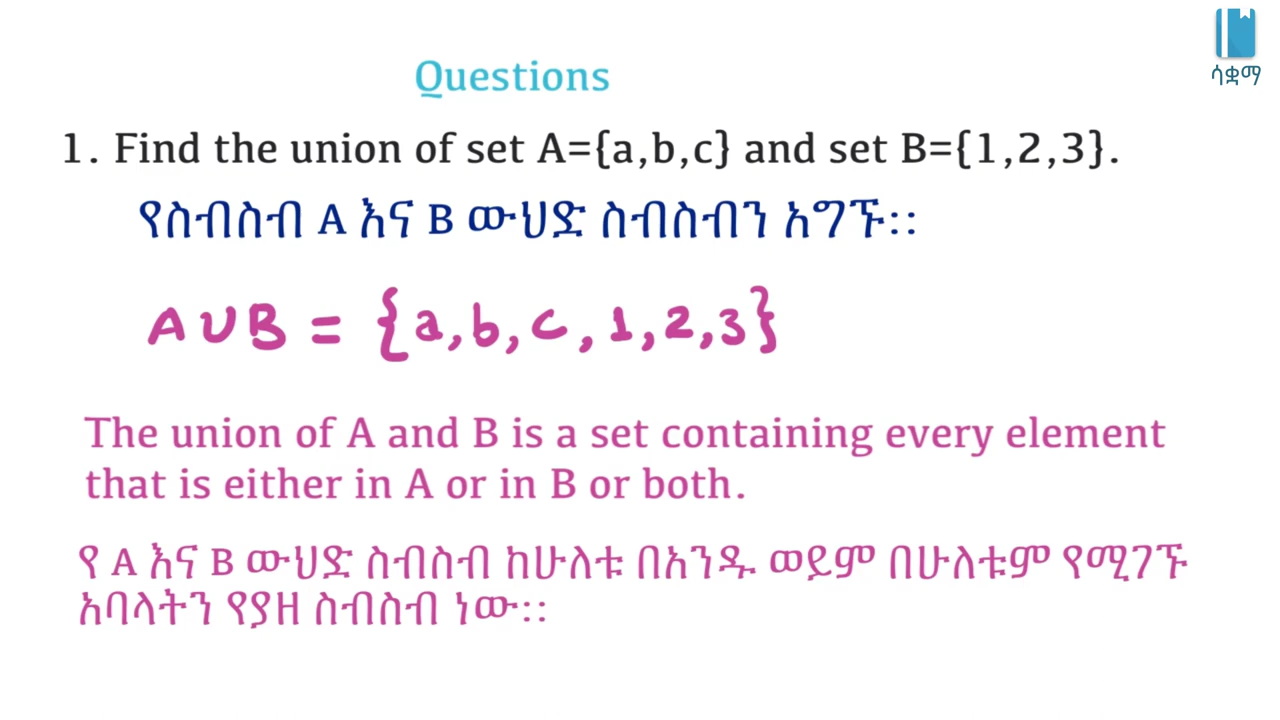 ሳቋማ
Questions
1. Find the union of set A={a,b,c} and set B={1,2,3}.
የስብስብ A እና B ውህድ ስብስብን አግኙ፡፡
A∪B = {a,b,c,1,2,3}
The union of A and B is a set containing every element
that is either in A or in B or both.
የ A እና B ውህድ ስብስብ ከሁለቱ በአንዱ ወይም በሁለቱም የሚገኙ
አባላትን የያዘ ስብስብ ነው፡፡